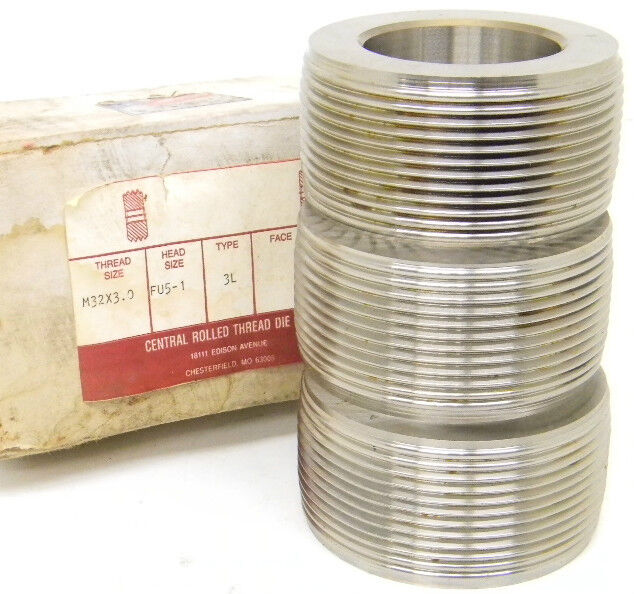 THREAD SIZE
HEAD SIZE
TYPE
FACE
M32X3.0
FU5-1
3L
CENTRAL ROLLED THREAD DIE
18111 EDISON AVENUE
CHESTERFIELD, MO 63005